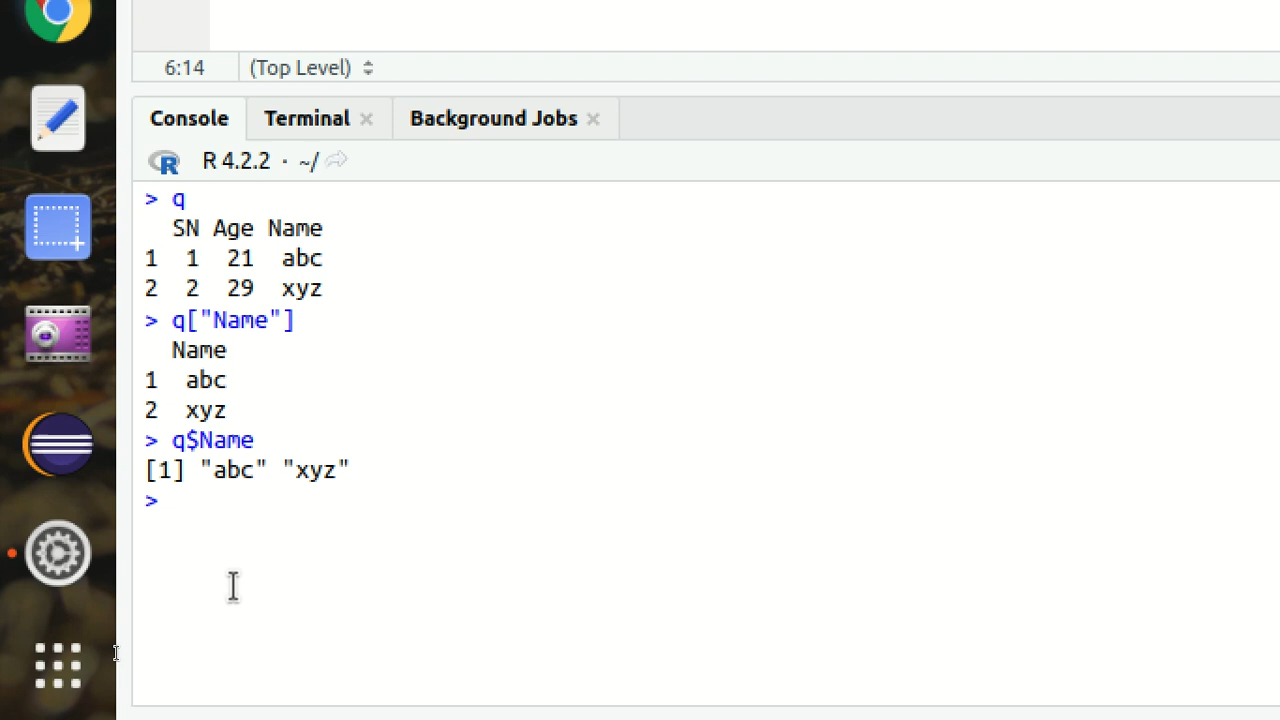 6:14 (Top Level)
Console Terminal Background Jobs
R R 4.2.2 · ~/
> q
  SN Age Name
1  1  21  abc
2  2  29  xyz
> q["Name"]
  Name
1  abc
2  xyz
> q$Name
[1] "abc" "xyz"
>